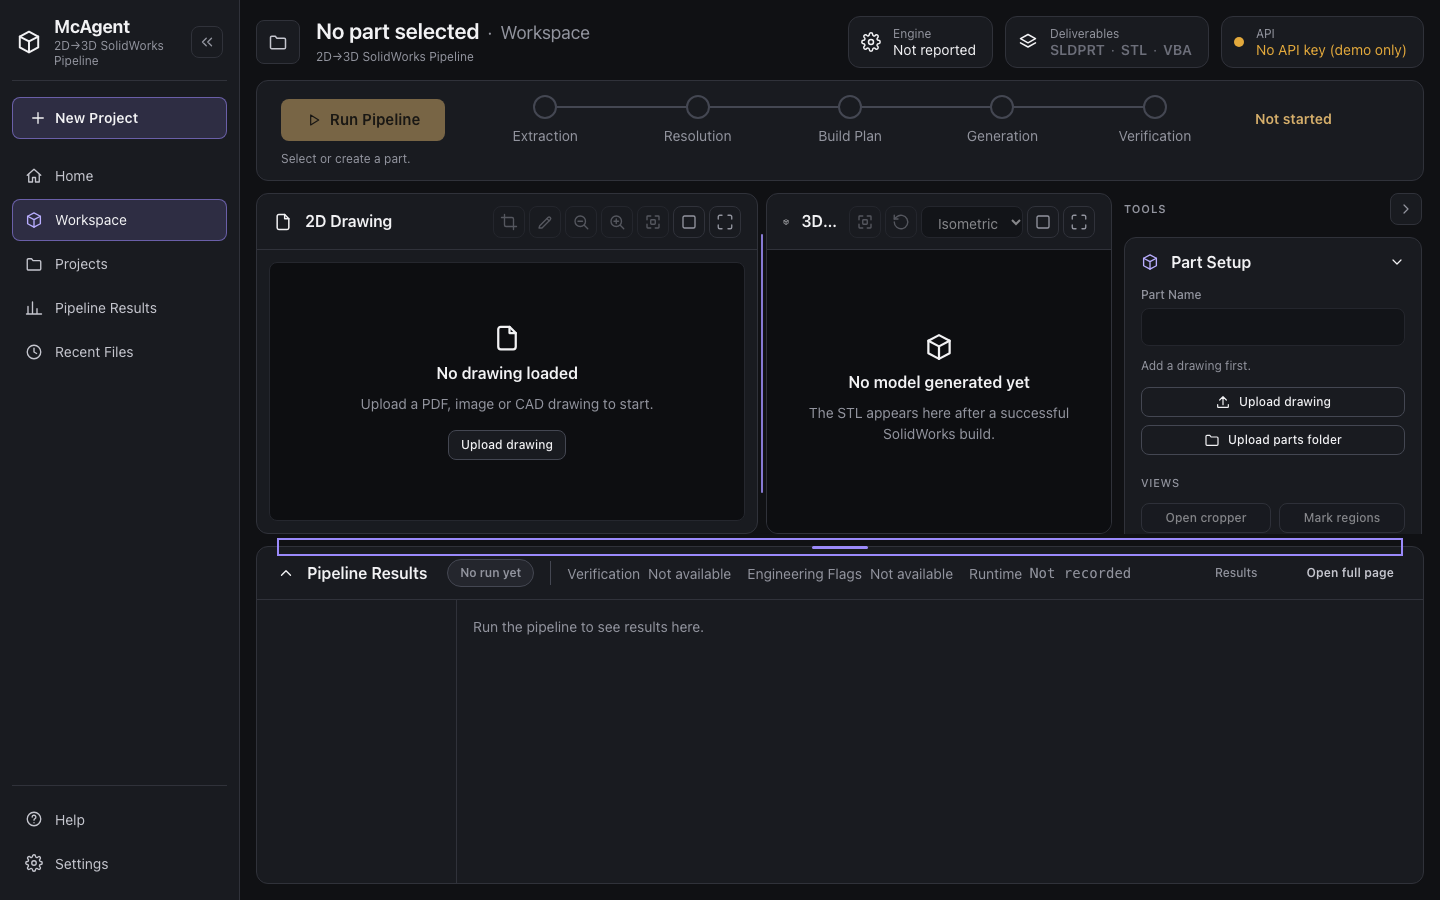 McAgent
2D→3D SolidWorks
Pipeline
New Project
Home
Workspace
Projects
Pipeline Results
Recent Files
Help
Settings
No part selected · Workspace
2D→3D SolidWorks Pipeline
Engine
Not reported
Deliverables
SLDPRT · STL · VBA
API
No API key (demo only)
Run Pipeline
Select or create a part.
Extraction
Resolution
Build Plan
Generation
Verification
Not started
2D Drawing
No drawing loaded
Upload a PDF, image or CAD drawing to start.
Upload drawing
3D...
Isometric
No model generated yet
The STL appears here after a successful
SolidWorks build.
TOOLS
Part Setup
Part Name
Add a drawing first.
Upload drawing
Upload parts folder
VIEWS
Open cropper
Mark regions
Pipeline Results
No run yet
Verification Not available
Engineering Flags Not available
Runtime Not recorded
Results
Open full page
Run the pipeline to see results here.